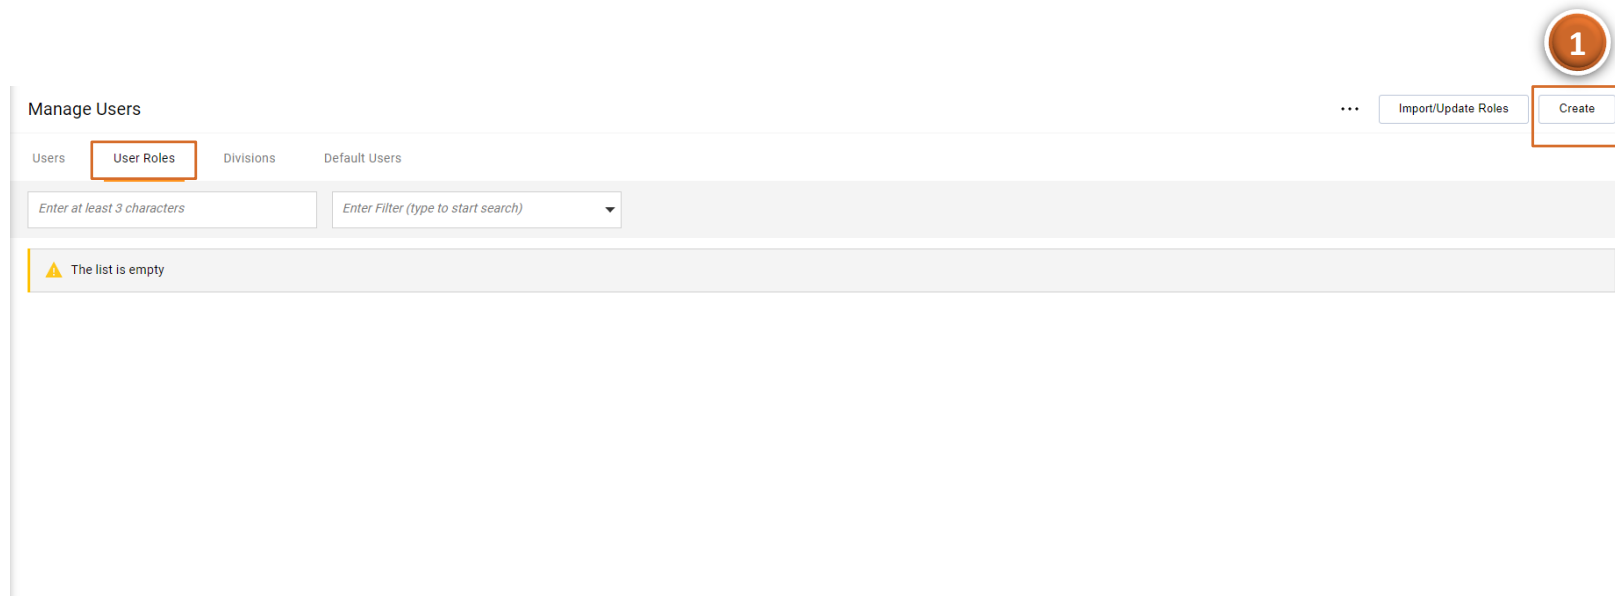 1
Manage Users
... Import/Update Roles Create
Users User Roles Divisions Default Users
Enter at least 3 characters Enter Filter (type to start search)
The list is empty